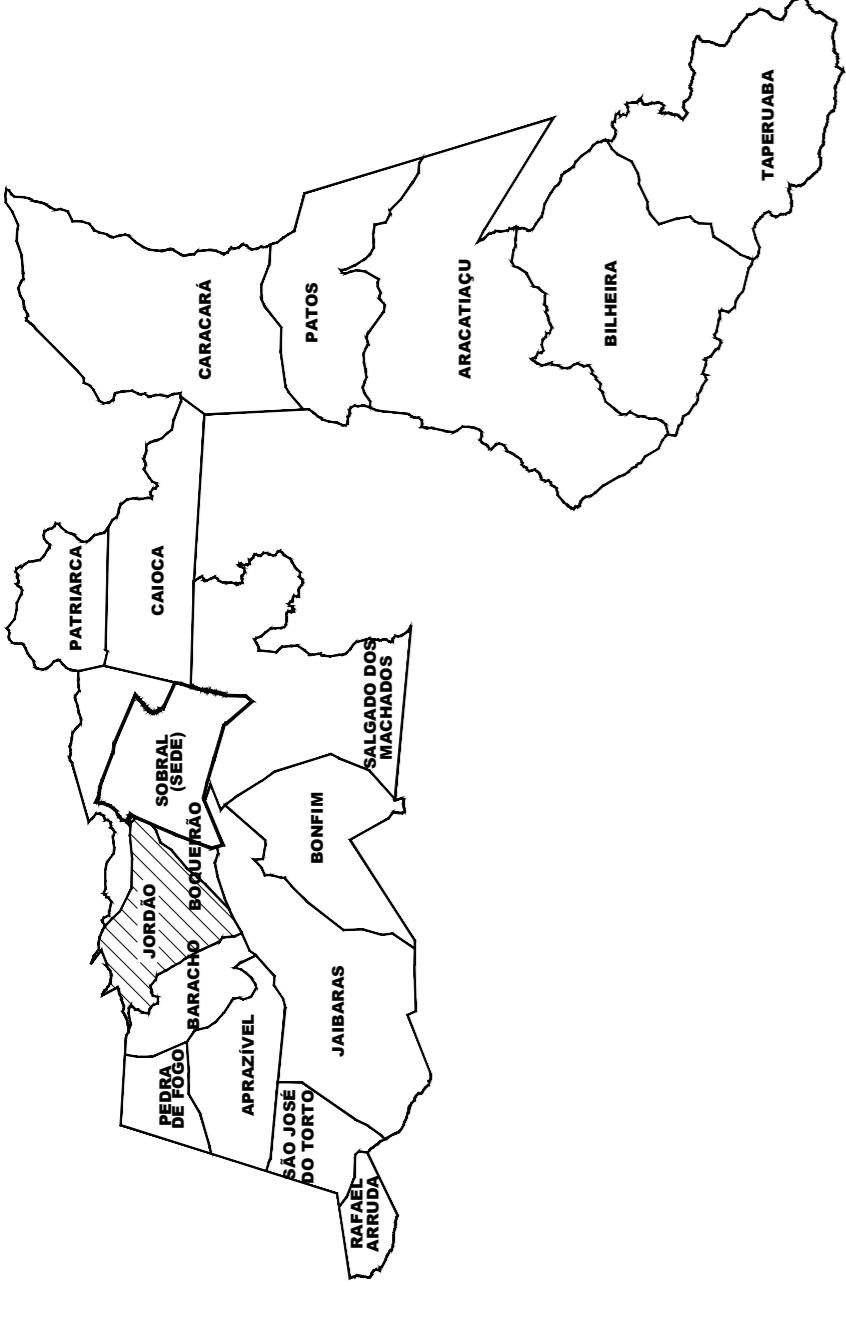 TAPERUABA
CARACARÁ
PATOS
ARACATIAÇU
BILHEIRA
PATRIARCA
CAIOCA
SALGADO DOS
MACHADOS
SOBRAL
(SEDE)
BONFIM
BOQUEIRÃO
JORDÃO
BARACHO
JAIBARAS
APRAZÍVEL
PEDRA
DE FOGO
SÃO JOSÉ
DO TORTO
RAFAEL
ARRUDA